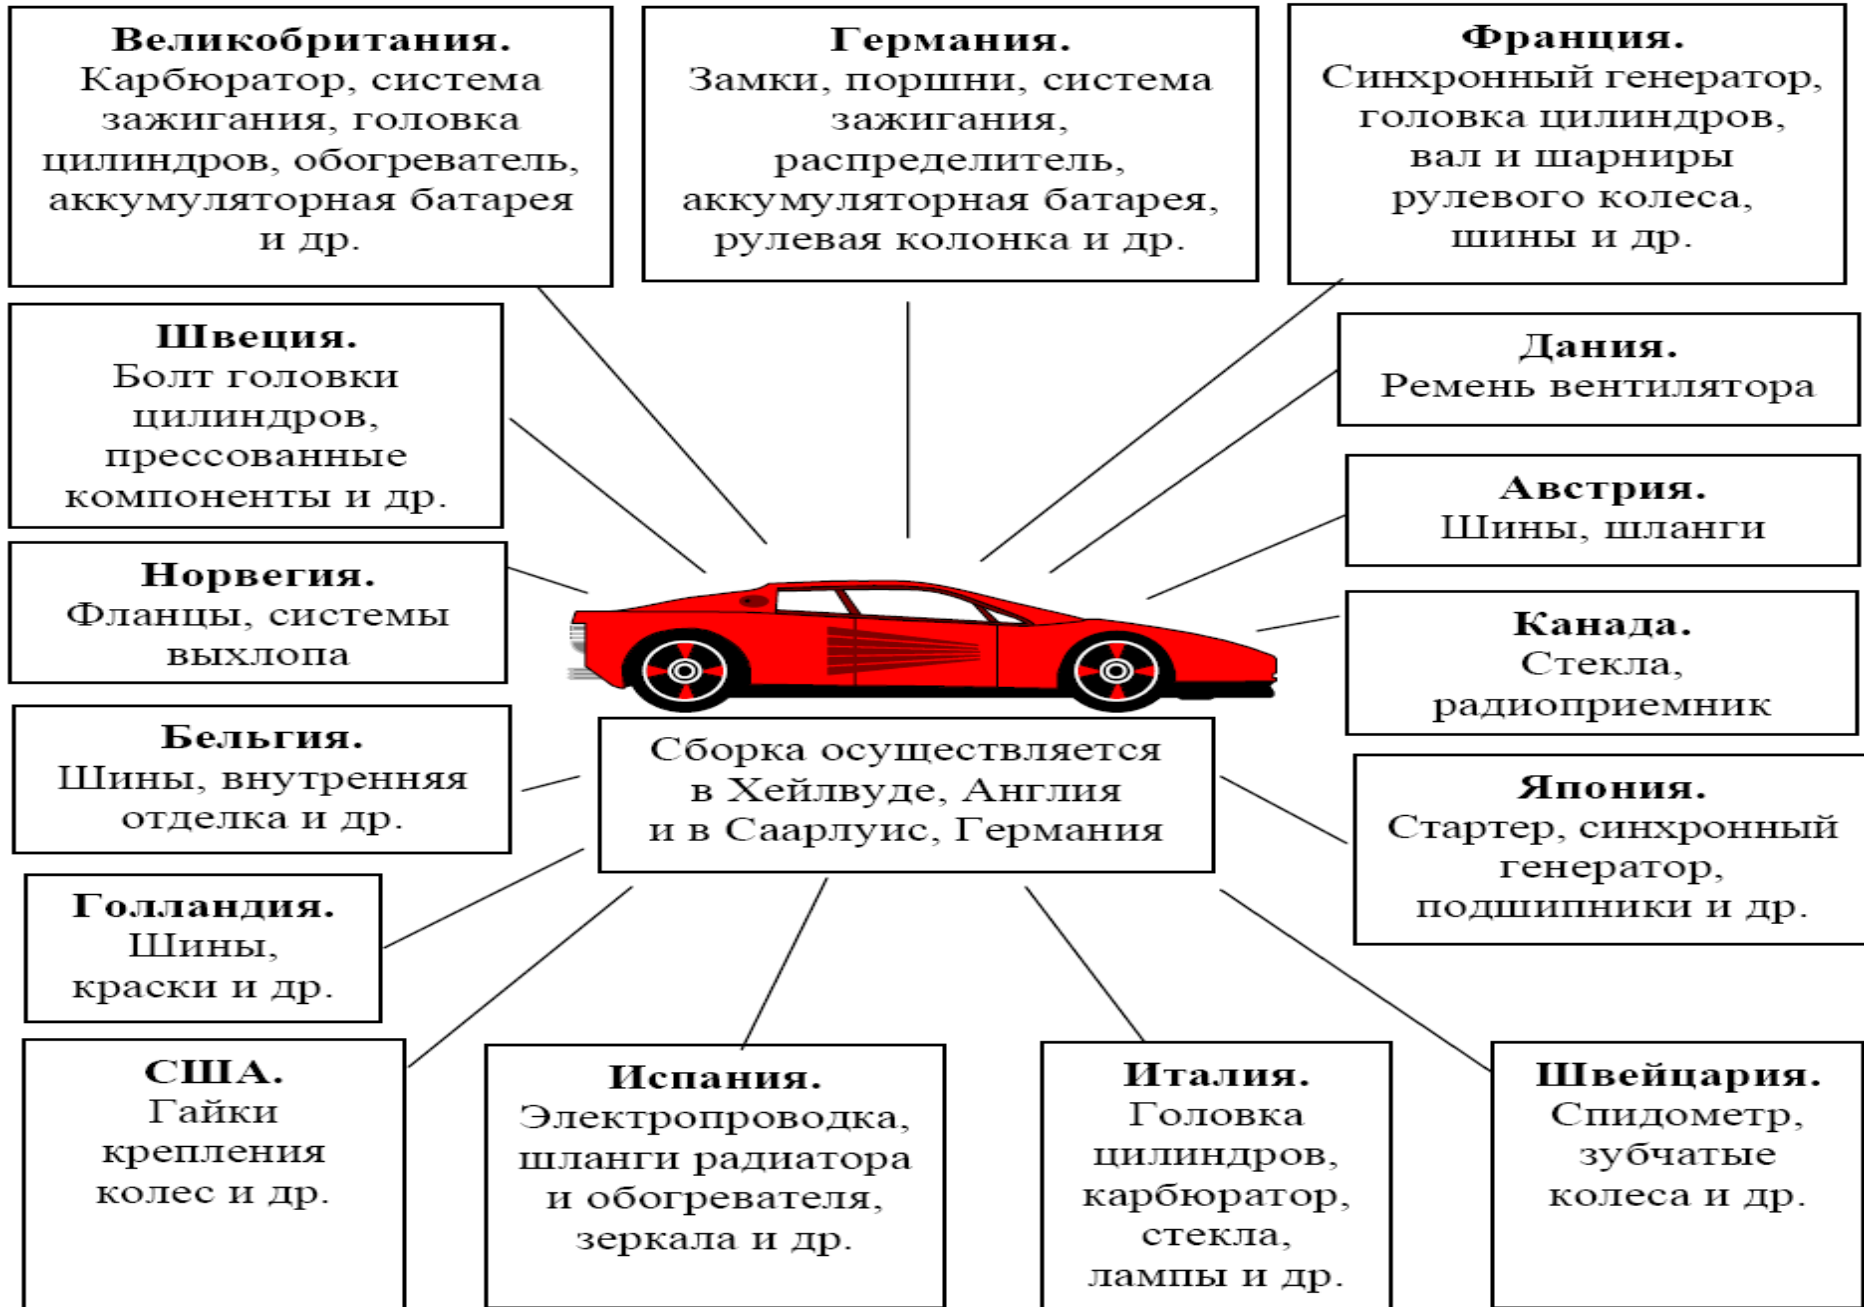 Великобритания.
Карбюратор, система
зажигания, головка
цилиндров, обогреватель,
аккумуляторная батарея
и др.
Германия.
Замки, поршни, система
зажигания,
распределитель,
аккумуляторная батарея,
рулевая колонка и др.
Франция.
Синхронный генератор,
головка цилиндров,
вал и шарниры
рулевого колеса,
шины и др.
Швеция.
Болт головки
цилиндров,
прессованные
компоненты и др.
Дания.
Ремень вентилятора
Австрия.
Шины, шланги
Норвегия.
Фланцы, системы
выхлопа
Канада.
Стекла,
радиоприемник
Бельгия.
Шины, внутренняя
отделка и др.
Сборка осуществляется
в Хейлвуде, Англия
и в Саарлуис, Германия
Япония.
Стартер, синхронный
генератор,
подшипники и др.
Голландия.
Шины,
краски и др.
США.
Гайки
крепления
колес и др.
Испания.
Электропроводка,
шланги радиатора
и обогревателя,
зеркала и др.
Италия.
Головка
цилиндров,
карбюратор,
стекла,
лампы и др.
Швейцария.
Спидометр,
зубчатые
колеса и др.